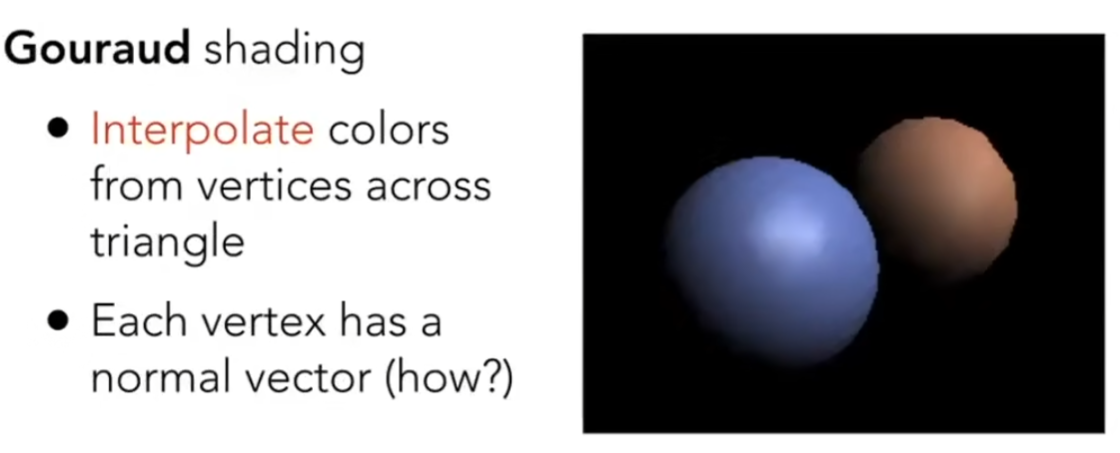 Gouraud shading
• Interpolate colors
from vertices across
triangle
• Each vertex has a
normal vector (how?)